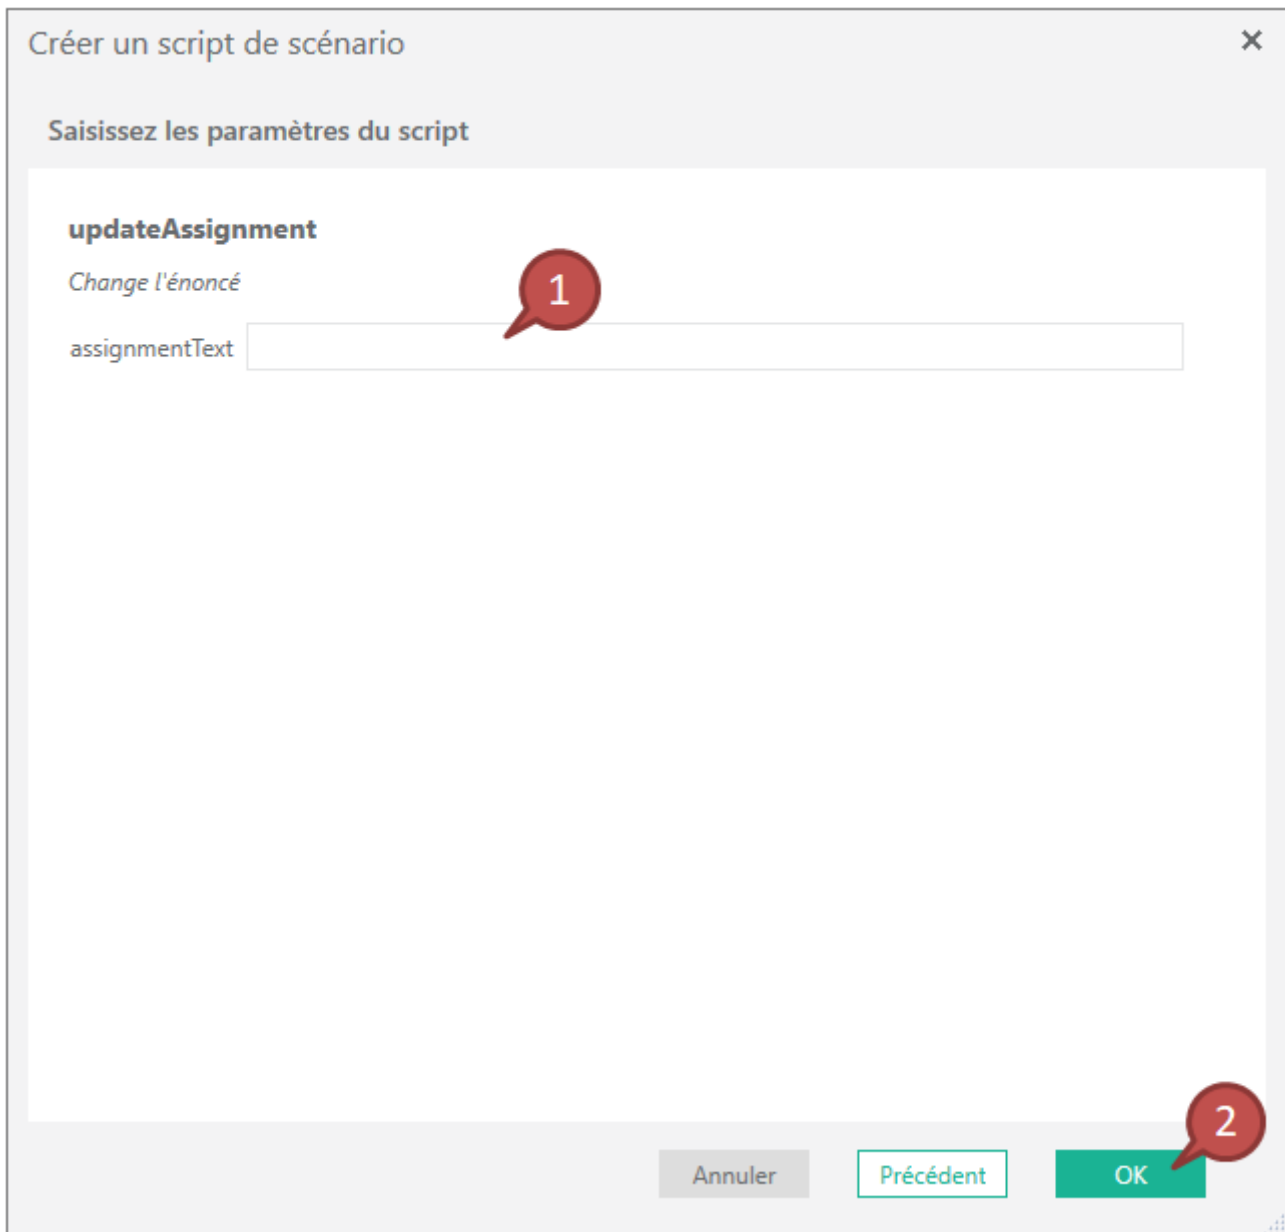 Créer un script de scénario
Saisissez les paramètres du script
updateAssignment
Change l'énoncé
1
assignmentText
2
Annuler
Précédent
OK